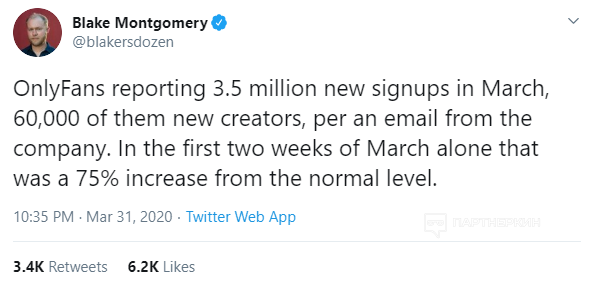 Blake Montgomery
@blakersdozen
OnlyFans reporting 3.5 million new signups in March,
60,000 of them new creators, per an email from the
company. In the first two weeks of March alone that
was a 75% increase from the normal level.
10:35 PM · Mar 31, 2020 · Twitter Web App
ПАРТНЕРКИН
3.4K Retweets 6.2K Likes